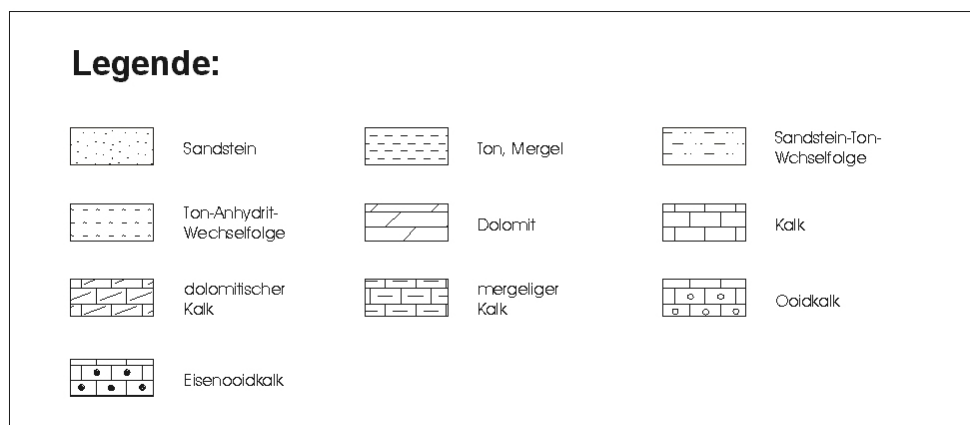 Legende:
Sandstein
Ton, Mergel
Sandstein-Ton-
Wchselfolge
Ton-Anhydrit-
Wechselfolge
Dolomit
Kalk
dolomitischer
Kalk
mergeliger
Kalk
Ooidkalk
Eisenooidkalk